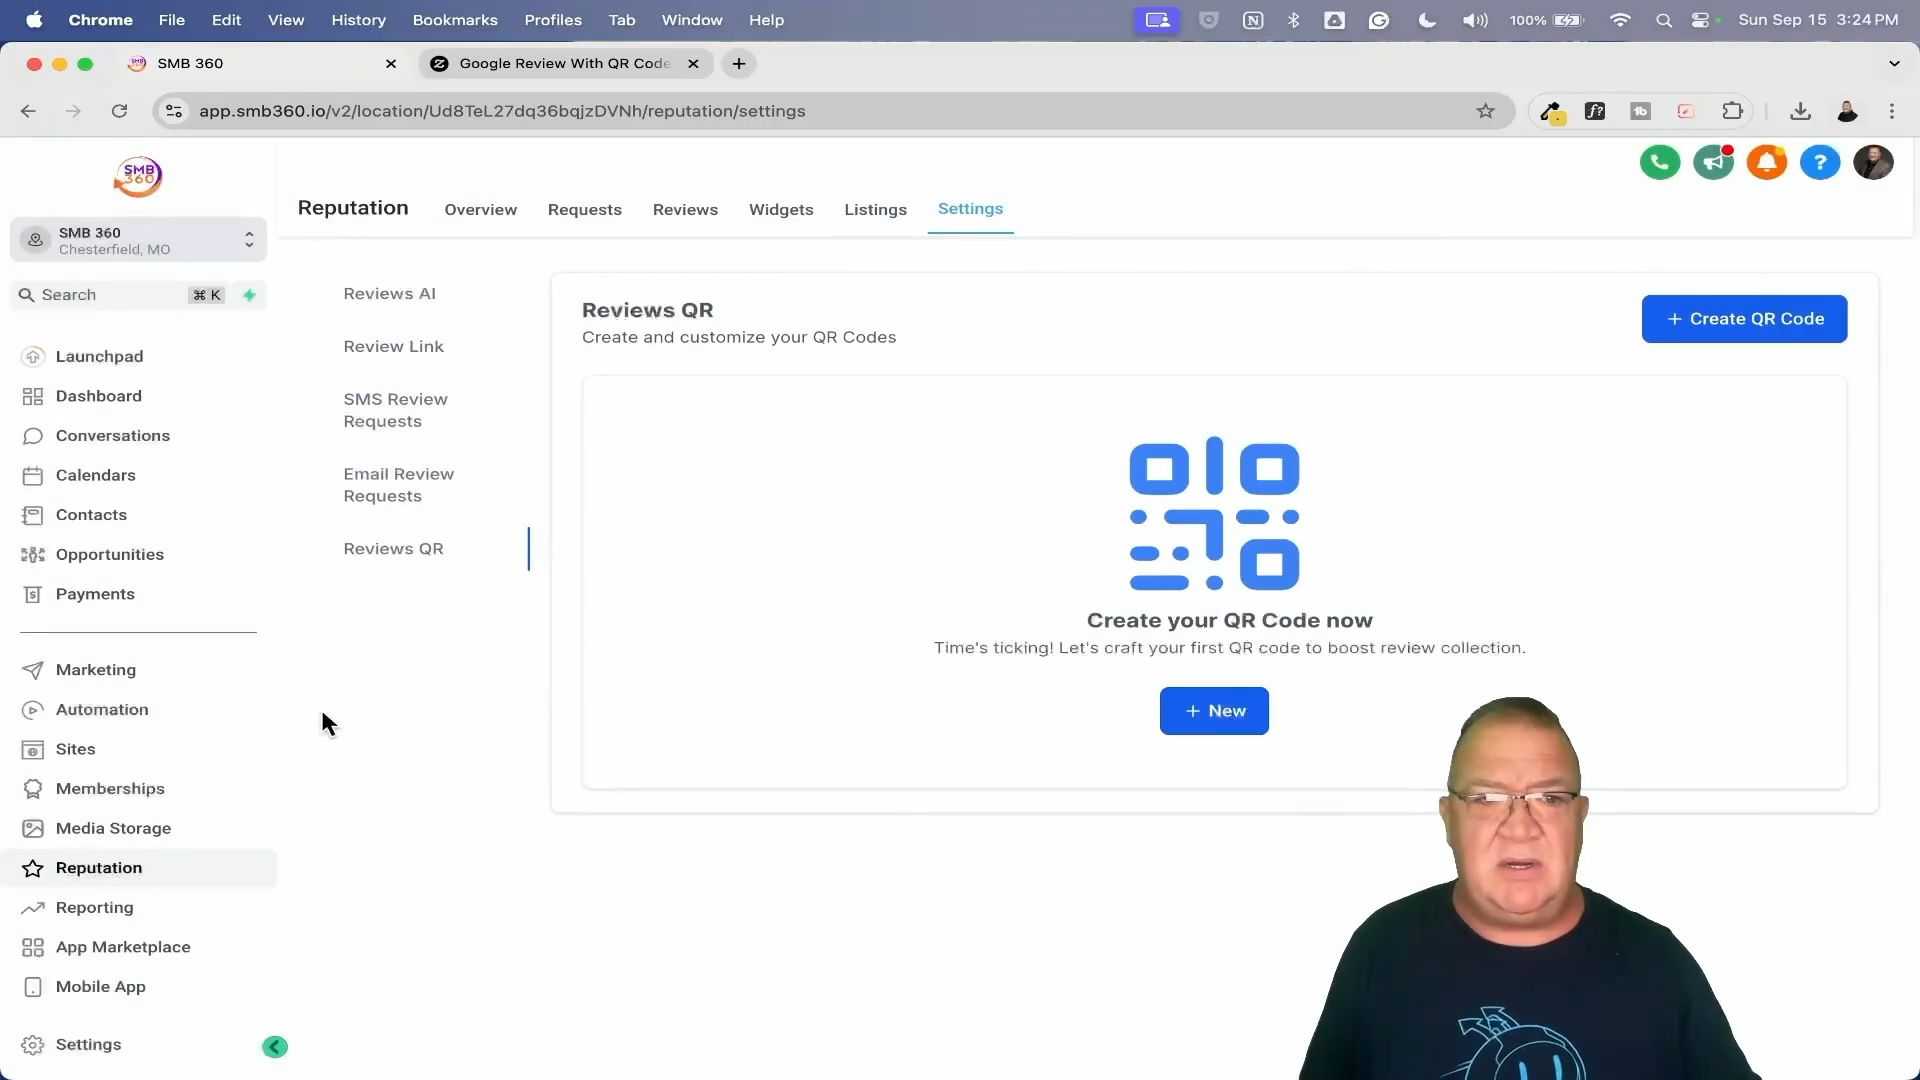 Chrome File Edit View History Bookmarks Profiles Tab Window Help 100% Sun Sep 15 3:24 PM
SMB 360
Google Review With QR Code
app.smb360.io/v2/location/Ud8TeL27dq36bqjzDVNh/reputation/settings
SMB
360
SMB 360
Chesterfield, MO
Search ⌘ K
Launchpad
Dashboard
Conversations
Calendars
Contacts
Opportunities
Payments
Marketing
Automation
Sites
Memberships
Media Storage
Reputation
Reporting
App Marketplace
Mobile App
Settings
Reputation Overview Requests Reviews Widgets Listings Settings
Reviews AI
Review Link
SMS Review
Requests
Email Review
Requests
Reviews QR
Reviews QR
Create and customize your QR Codes
+ Create QR Code
Create your QR Code now
Time's ticking! Let's craft your first QR code to boost review collection.
+ New